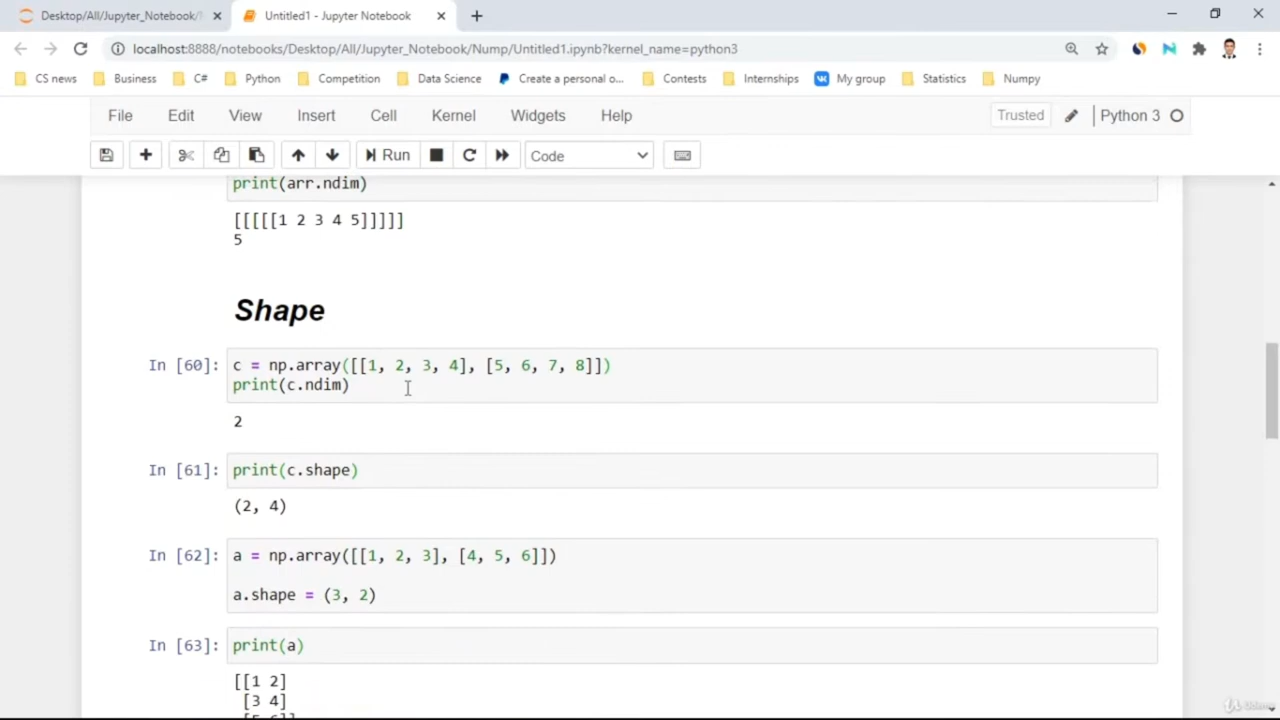 Desktop/All/Jupyter_Notebook/
Untitled1 - Jupyter Notebook
localhost:8888/notebooks/Desktop/All/Jupyter_Notebook/Nump/Untitled1.ipynb?kernel_name=python3
CS news Business C# Python Competition Data Science Create a personal o... Contests Internships My group Statistics Numpy
File Edit View Insert Cell Kernel Widgets Help Trusted Python 3
Run Code
print(arr.ndim)
[[[[[1 2 3 4 5]]]]]
5
Shape
In [60]: c = np.array([[1, 2, 3, 4], [5, 6, 7, 8]])
print(c.ndim)
2
In [61]: print(c.shape)
(2, 4)
In [62]: a = np.array([[1, 2, 3], [4, 5, 6]])
a.shape = (3, 2)
In [63]: print(a)
[[1 2]
[3 4]
[5 6]]